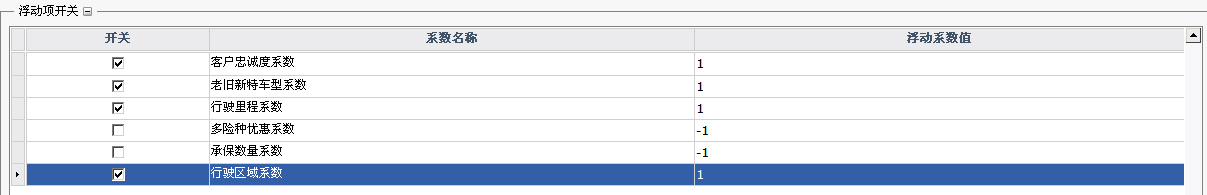 浮动项开关
开关 系数名称 浮动系数值
客户忠诚度系数 1
老旧新特车型系数 1
行驶里程系数 1
多险种优惠系数 -1
承保数量系数 -1
行驶区域系数 1